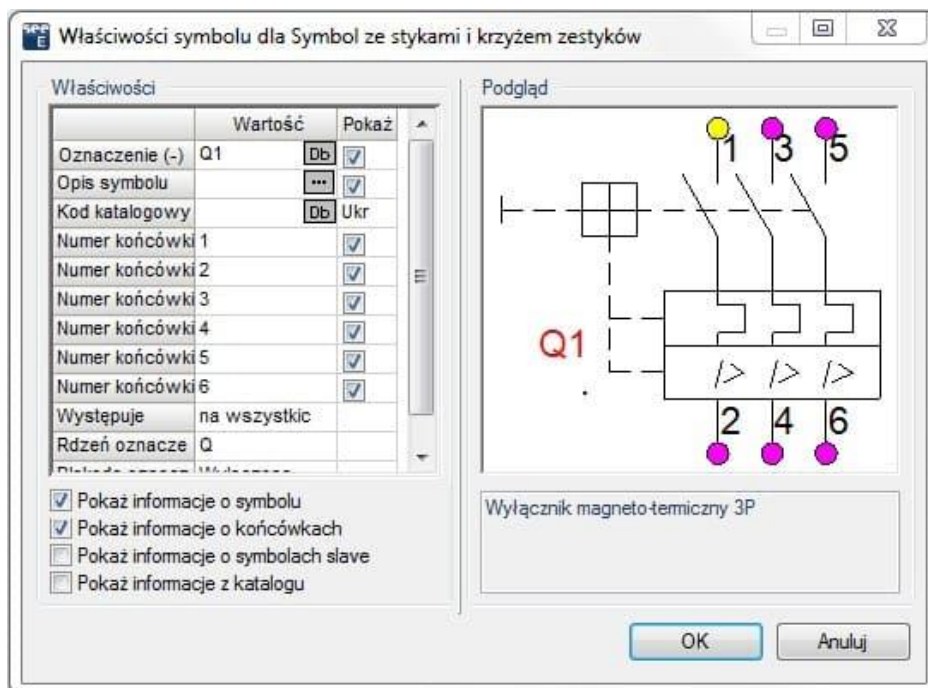 see E
Właściwości symbolu dla Symbol ze stykami i krzyżem zestyków
Właściwości
Wartość Pokaż
Oznaczenie (-) Q1 Db
Opis symbolu ...
Kod katalogowy Db Ukr
Numer końcówki 1
Numer końcówki 2
Numer końcówki 3
Numer końcówki 4
Numer końcówki 5
Numer końcówki 6
Występuje na wszystkic
Rdzeń oznacze Q
Pokaż informacje o symbolu
Pokaż informacje o końcówkach
Pokaż informacje o symbolach slave
Pokaż informacje z katalogu
Podgląd
1 3 5
Q1
2 4 6
Wyłącznik magneto-termiczny 3P
OK Anuluj